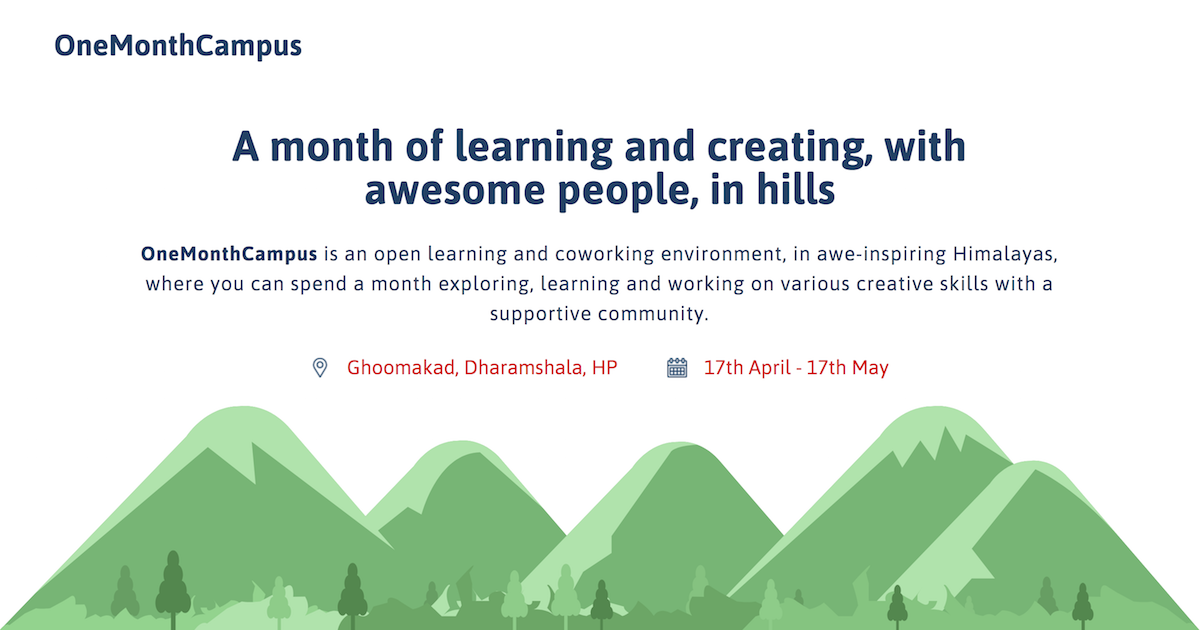 OneMonthCampus
A month of learning and creating, with
awesome people, in hills
OneMonthCampus is an open learning and coworking environment, in awe-inspiring Himalayas,
where you can spend a month exploring, learning and working on various creative skills with a
supportive community.
Ghoomakad, Dharamshala, HP
17th April - 17th May